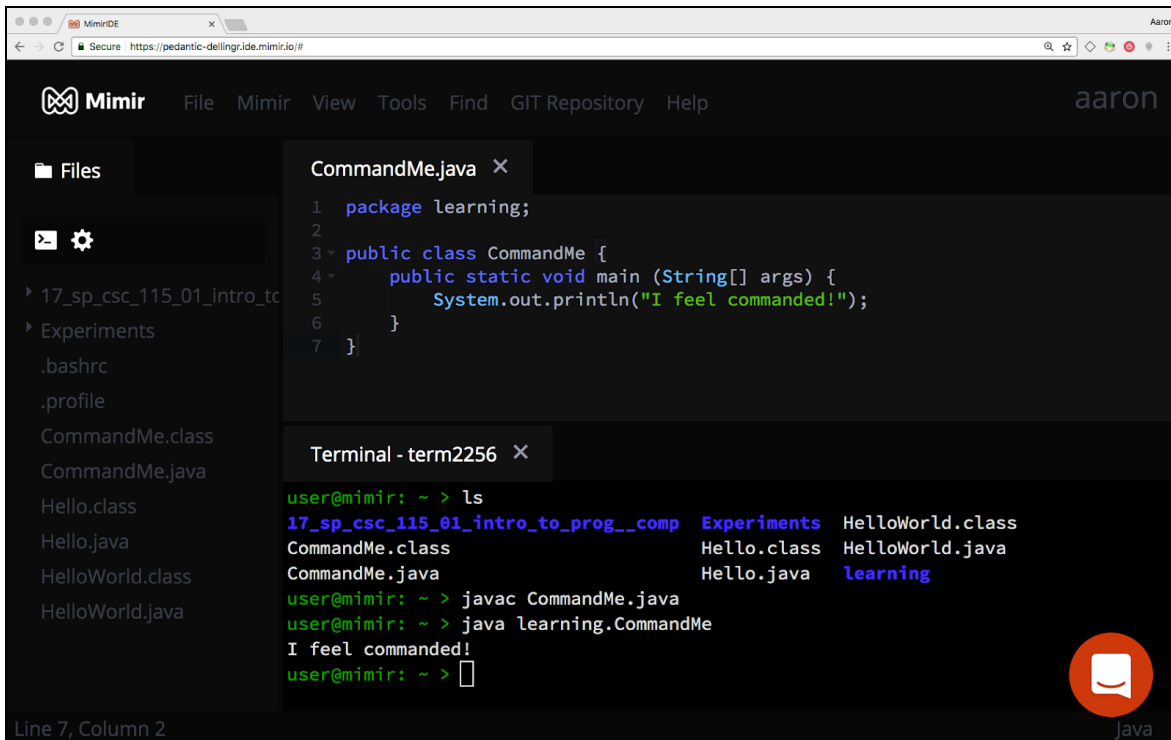 MimirIDE
Aaron
Secure https://pedantic-dellingr.ide.mimir.io/#
Mimir File Mimir View Tools Find GIT Repository Help aaron
Files
CommandMe.java
1 package learning;
2
3 public class CommandMe {
4     public static void main (String[] args) {
5         System.out.println("I feel commanded!");
6     }
7 }
17_sp_csc_115_01_intro_to
Experiments
.bashrc
.profile
CommandMe.class
CommandMe.java
Hello.class
Hello.java
HelloWorld.class
HelloWorld.java
Terminal - term2256
user@mimir: ~ > ls
17_sp_csc_115_01_intro_to_prog__comp Experiments HelloWorld.class
CommandMe.class Hello.class HelloWorld.java
CommandMe.java Hello.java learning
user@mimir: ~ > javac CommandMe.java
user@mimir: ~ > java learning.CommandMe
I feel commanded!
user@mimir: ~ >
Line 7, Column 2
Java